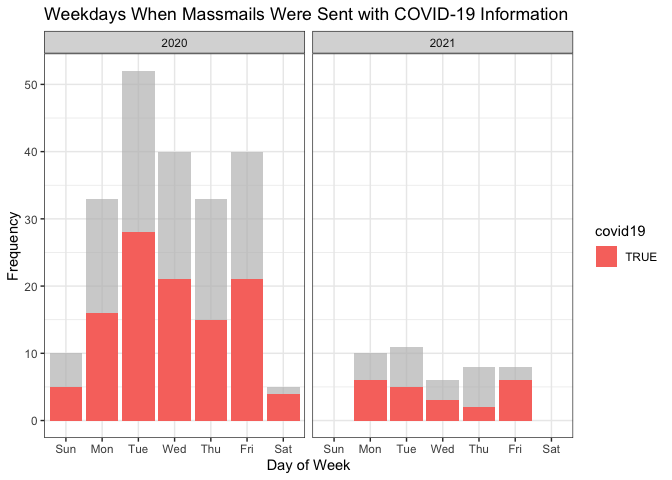 Weekdays When Massmails Were Sent with COVID-19 Information
2020 2021
50
40
30
20
10
0
Frequency
Sun Mon Tue Wed Thu Fri Sat Sun Mon Tue Wed Thu Fri Sat
Day of Week
covid19
TRUE